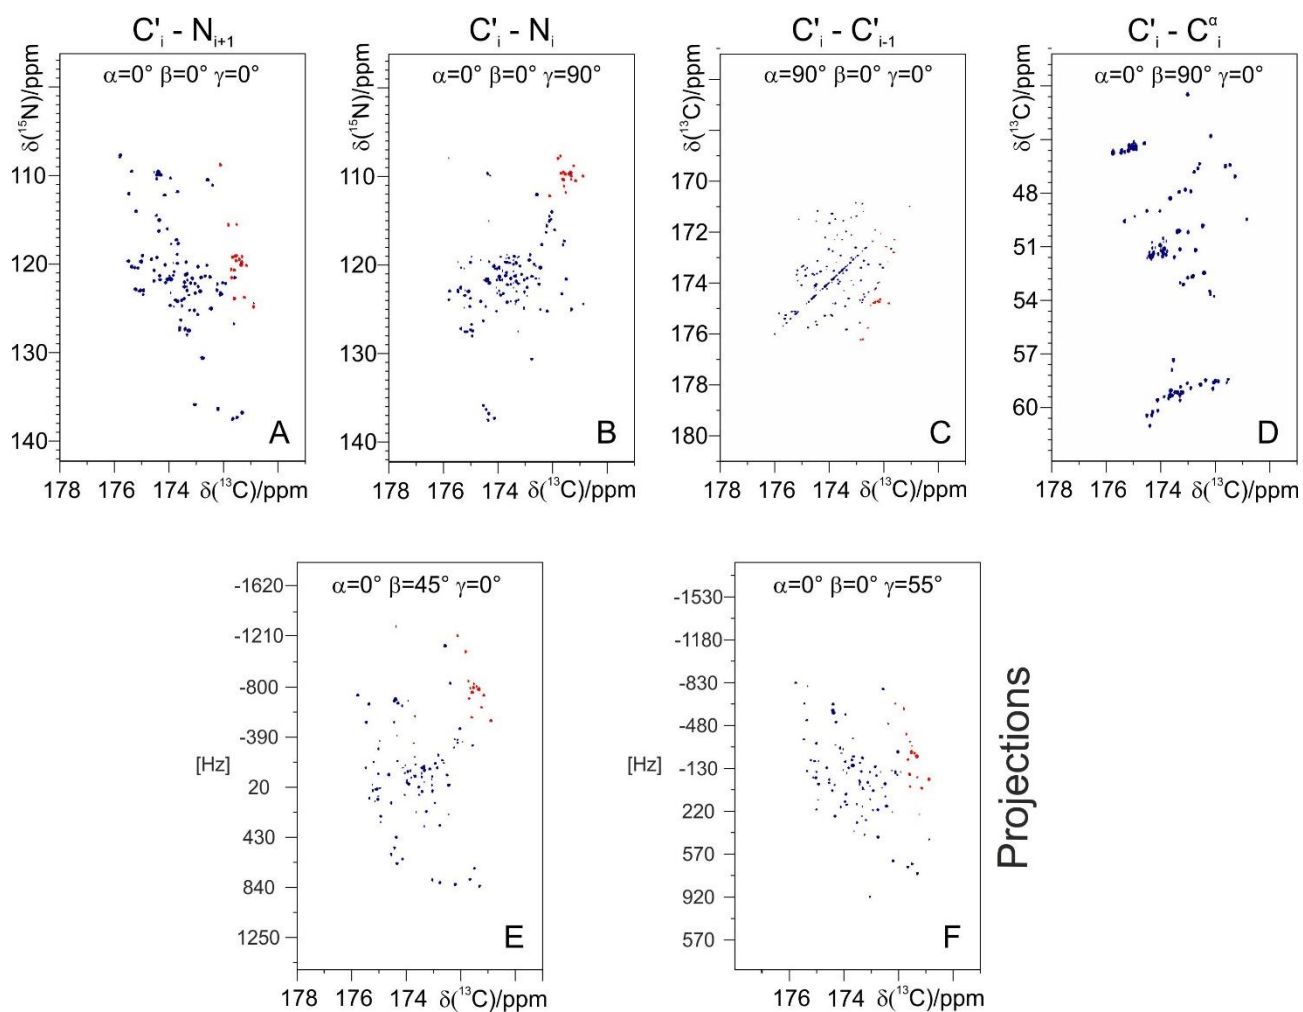 C'i - Ni+1
C'i - Ni
C'i - C'i-1
C'i - Cαi
α=0° β=0° γ=0°
α=0° β=0° γ=90°
α=90° β=0° γ=0°
α=0° β=90° γ=0°
δ(15N)/ppm
110
120
130
140
A
178 176 174 δ(13C)/ppm
δ(15N)/ppm
110
120
130
140
B
178 176 174 δ(13C)/ppm
δ(13C)/ppm
170
172
174
176
178
180
C
178 176 174 δ(13C)/ppm
δ(13C)/ppm
48
51
54
57
60
D
178 176 174 δ(13C)/ppm
α=0° β=45° γ=0°
-1620
-1210
-800
-390
[Hz]
20
430
840
1250
E
178 176 174 δ(13C)/ppm
α=0° β=0° γ=55°
-1530
-1180
-830
-480
[Hz]
-130
220
570
920
570
F
176 174 δ(13C)/ppm
Projections